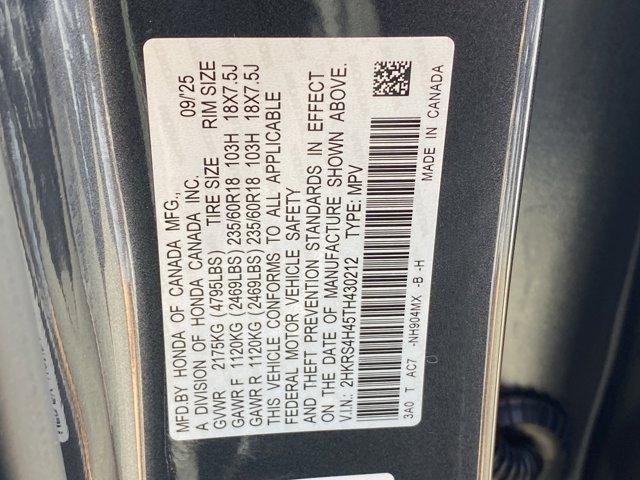 MFD.BY HONDA OF CANADA MFG., 09/'25
A DIVISION OF HONDA CANADA INC.
GVWR 2175KG (4795LBS) TIRE SIZE RIM SIZE
GAWR F 1120KG (2469LBS) 235/60R18 103H 18X7.5J
GAWR R 1120KG (2469LBS) 235/60R18 103H 18X7.5J
THIS VEHICLE CONFORMS TO ALL APPLICABLE
FEDERAL MOTOR VEHICLE SAFETY
AND THEFT PREVENTION STANDARDS IN EFFECT
ON THE DATE OF MANUFACTURE SHOWN ABOVE.
V.I.N.: 2HKRS4H45TH430212 TYPE: MPV
3A0 T AC7 -NH904MX -B -H
MADE IN CANADA